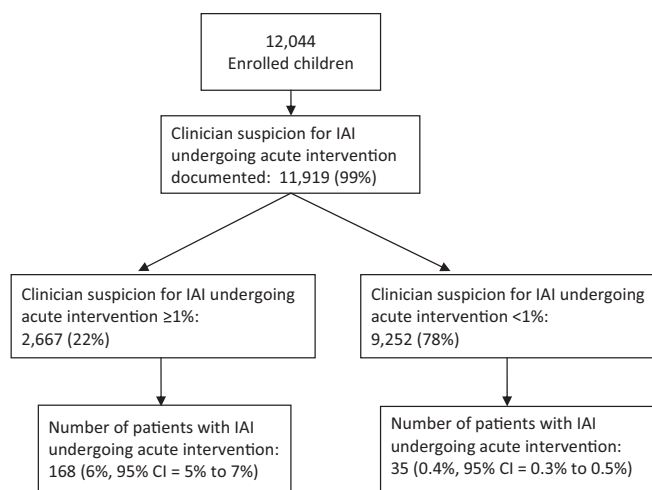 12,044
Enrolled children
Clinician suspicion for IAI
undergoing acute intervention
documented: 11,919 (99%)
Clinician suspicion for IAI undergoing
acute intervention ≥1%:
2,667 (22%)
Clinician suspicion for IAI undergoing
acute intervention <1%:
9,252 (78%)
Number of patients with IAI
undergoing acute intervention:
168 (6%, 95% CI = 5% to 7%)
Number of patients with IAI
undergoing acute intervention:
35 (0.4%, 95% CI = 0.3% to 0.5%)